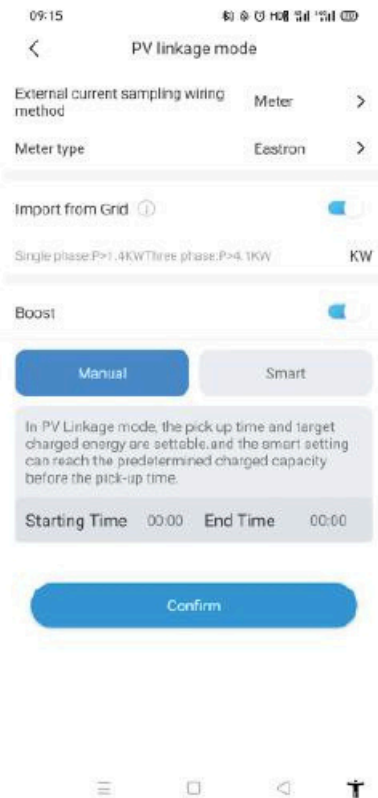 09:15
PV linkage mode
External current sampling wiring
method
Meter
Meter type
Eastron
Import from Grid
Single phase:P>1.4KWThree phase:P>4.1KW
KW
Boost
Manual
Smart
In PV Linkage mode, the pick up time and target
charged energy are settable,and the smart setting
can reach the predetermined charged capacity
before the pick-up time.
Starting Time 00:00 End Time 00:00
Confirm